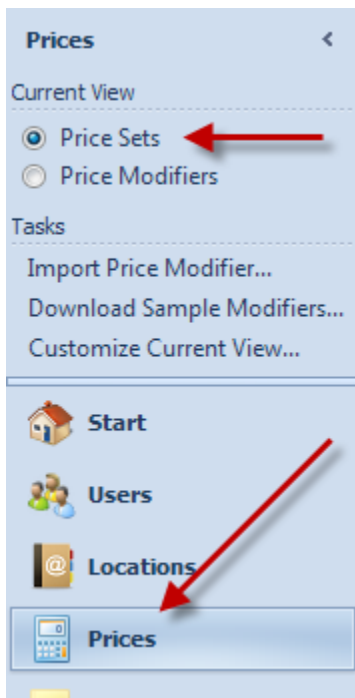 Prices
Current View
Price Sets
Price Modifiers
Tasks
Import Price Modifier...
Download Sample Modifiers...
Customize Current View...
Start
Users
Locations
Prices